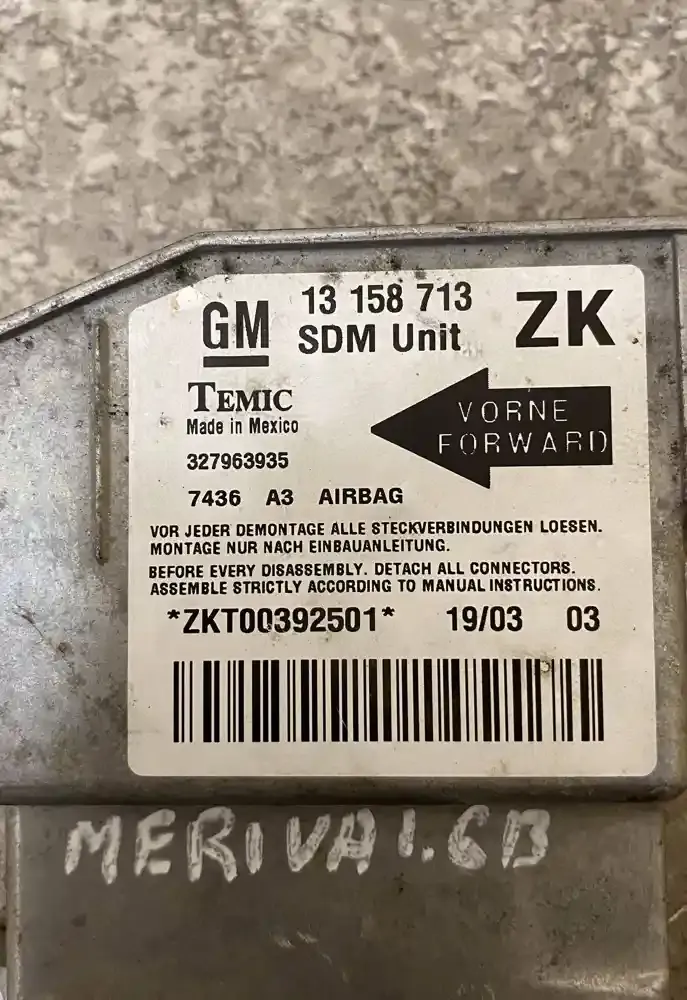 GM 13 158 713 ZK
SDM Unit
TEMIC
Made in Mexico
VORNE
FORWARD
327963935
7436 A3 AIRBAG
VOR JEDER DEMONTAGE ALLE STECKVERBINDUNGEN LOESEN.
MONTAGE NUR NACH EINBAUANLEITUNG.
BEFORE EVERY DISASSEMBLY. DETACH ALL CONNECTORS.
ASSEMBLE STRICTLY ACCORDING TO MANUAL INSTRUCTIONS.
*ZKT00392501* 19/03 03
MERIVA 1.6B